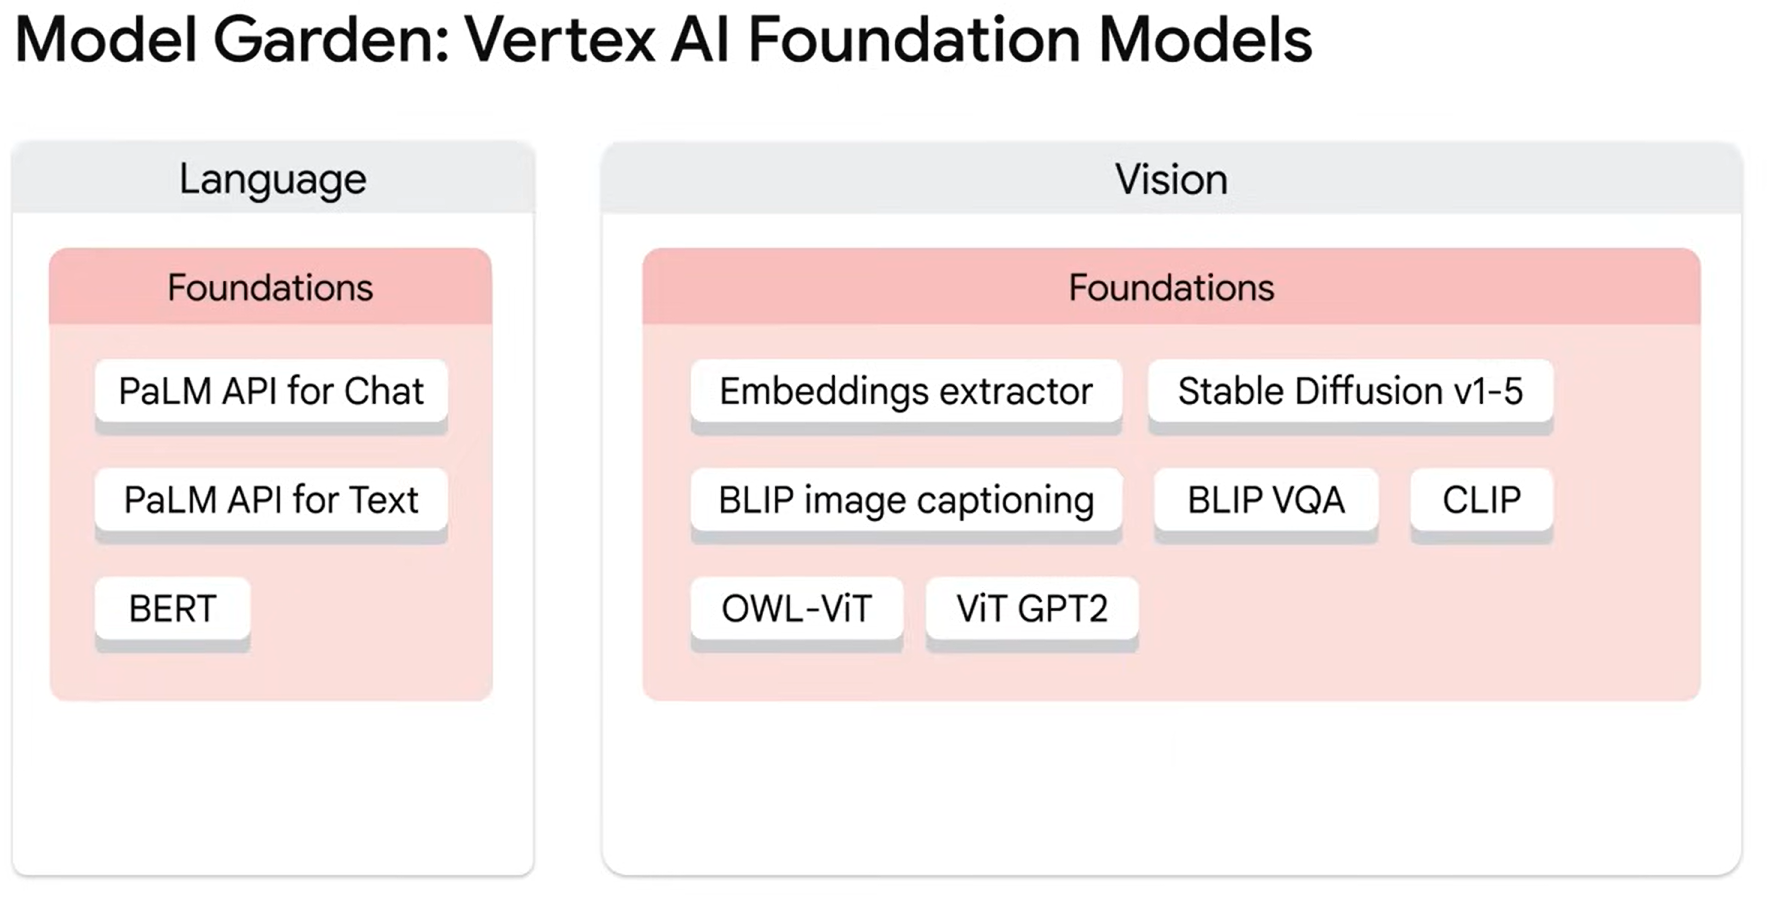 Model Garden: Vertex AI Foundation Models
Language
Foundations
PaLM API for Chat
PaLM API for Text
BERT
Vision
Foundations
Embeddings extractor
Stable Diffusion v1-5
BLIP image captioning
BLIP VQA
CLIP
OWL-ViT
ViT GPT2